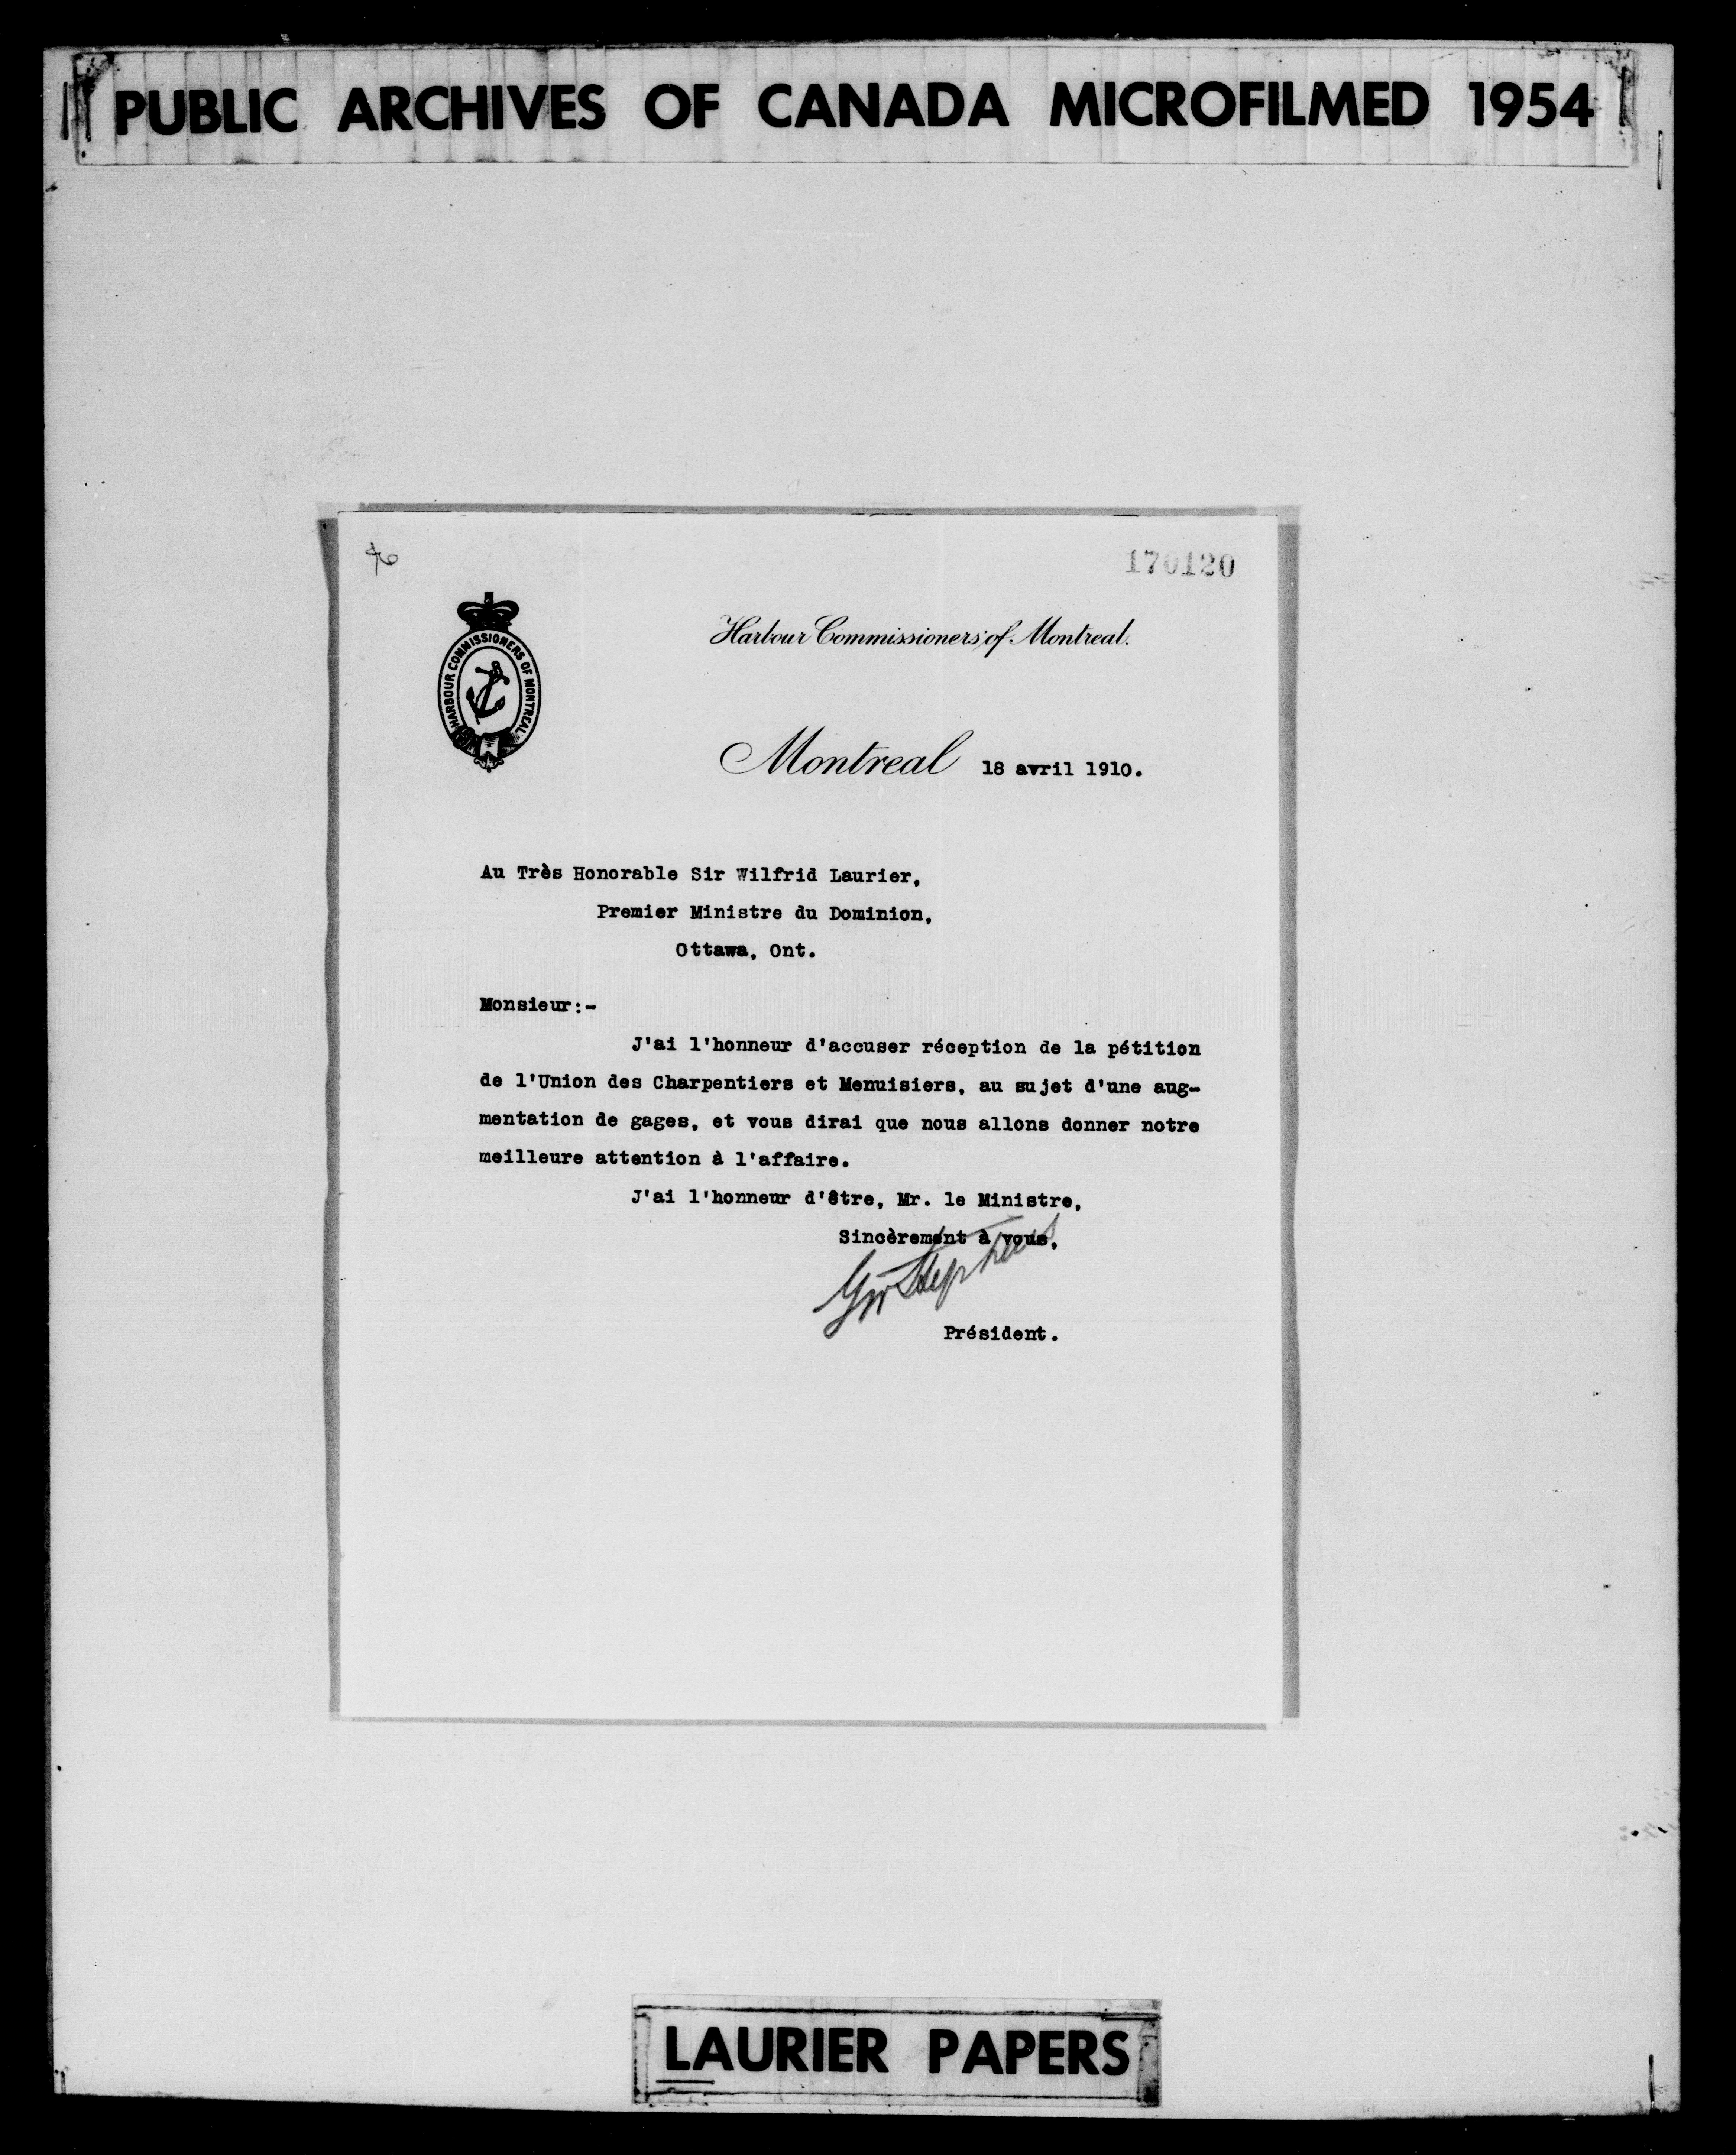 PUBLIC ARCHIVES OF CANADA MICROFILMED 1954
170120
HARBOUR COMMISSIONERS OF MONTREAL
Harbour Commissioners of Montreal.
Montreal 18 avril 1910.
Au Très Honorable Sir Wilfrid Laurier,
Premier Ministre du Dominion,
Ottawa, Ont.
Monsieur:-
J'ai l'honneur d'accuser réception de la pétition
de l'Union des Charpentiers et Menuisiers, au sujet d'une aug-
mentation de gages, et vous dirai que nous allons donner notre
meilleure attention à l'affaire.
J'ai l'honneur d'être, Mr. le Ministre,
Sincèrement à vous,
GW Stephens
Président.
LAURIER PAPERS